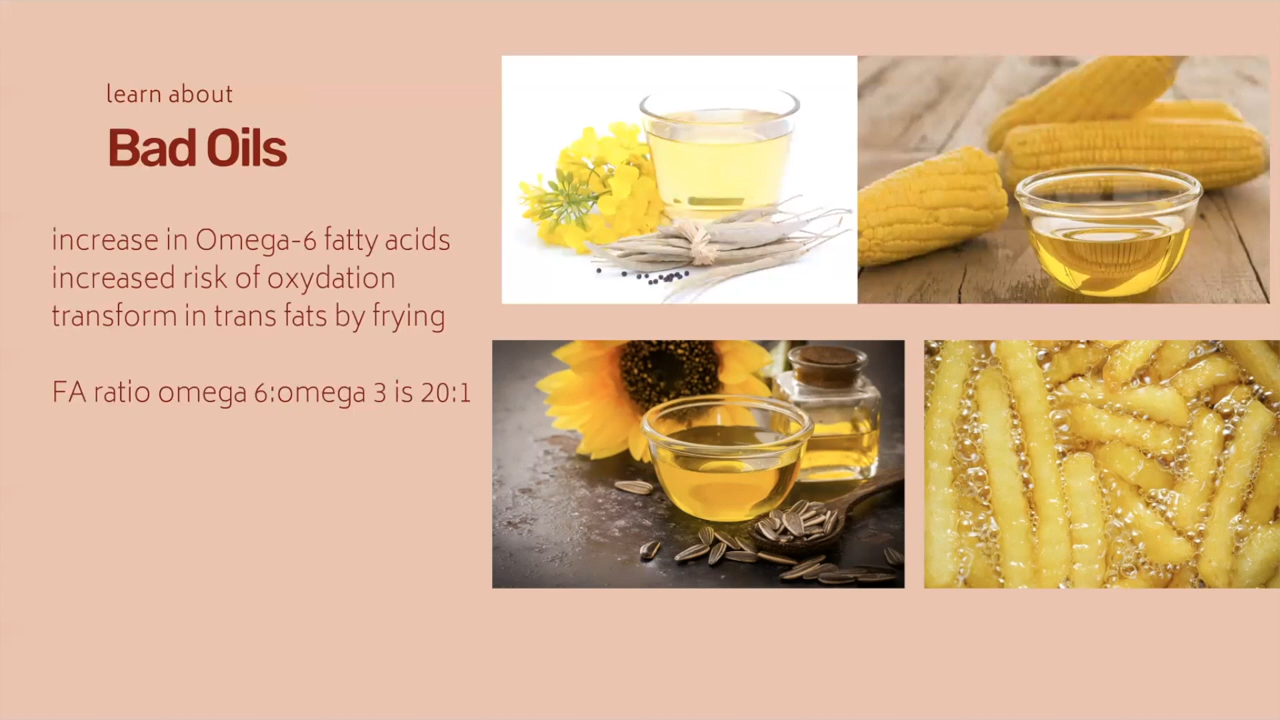 learn about
Bad Oils
increase in Omega-6 fatty acids
increased risk of oxydation
transform in trans fats by frying
FA ratio omega 6:omega 3 is 20:1